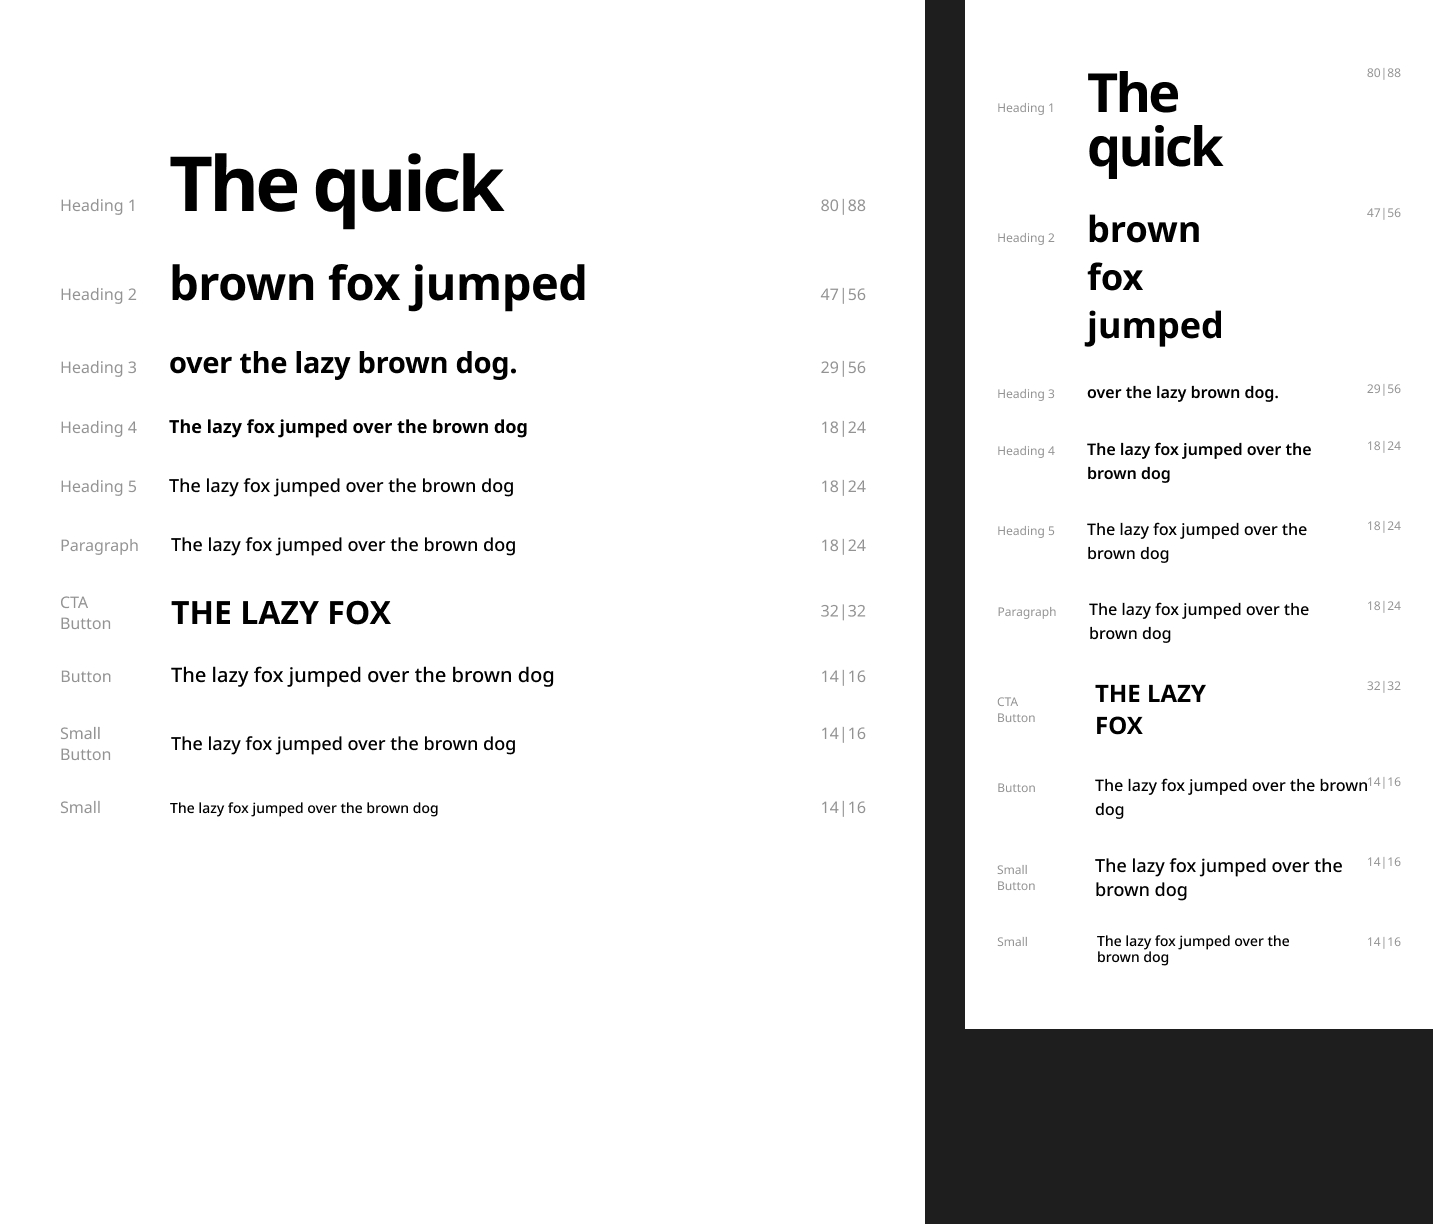 Heading 1 The quick 80|88
Heading 2 brown fox jumped 47|56
Heading 3 over the lazy brown dog. 29|56
Heading 4 The lazy fox jumped over the brown dog 18|24
Heading 5 The lazy fox jumped over the brown dog 18|24
Paragraph The lazy fox jumped over the brown dog 18|24
CTA
Button
THE LAZY FOX 32|32
Button The lazy fox jumped over the brown dog 14|16
Small
Button
The lazy fox jumped over the brown dog 14|16
Small The lazy fox jumped over the brown dog 14|16
Heading 1
The
quick
80|88
Heading 2
brown
fox
jumped
47|56
Heading 3 over the lazy brown dog. 29|56
Heading 4
The lazy fox jumped over the
brown dog
18|24
Heading 5
The lazy fox jumped over the
brown dog
18|24
Paragraph
The lazy fox jumped over the
brown dog
18|24
CTA
Button
THE LAZY
FOX
32|32
Button
The lazy fox jumped over the brown
dog
14|16
Small
Button
The lazy fox jumped over the
brown dog
14|16
Small
The lazy fox jumped over the
brown dog
14|16